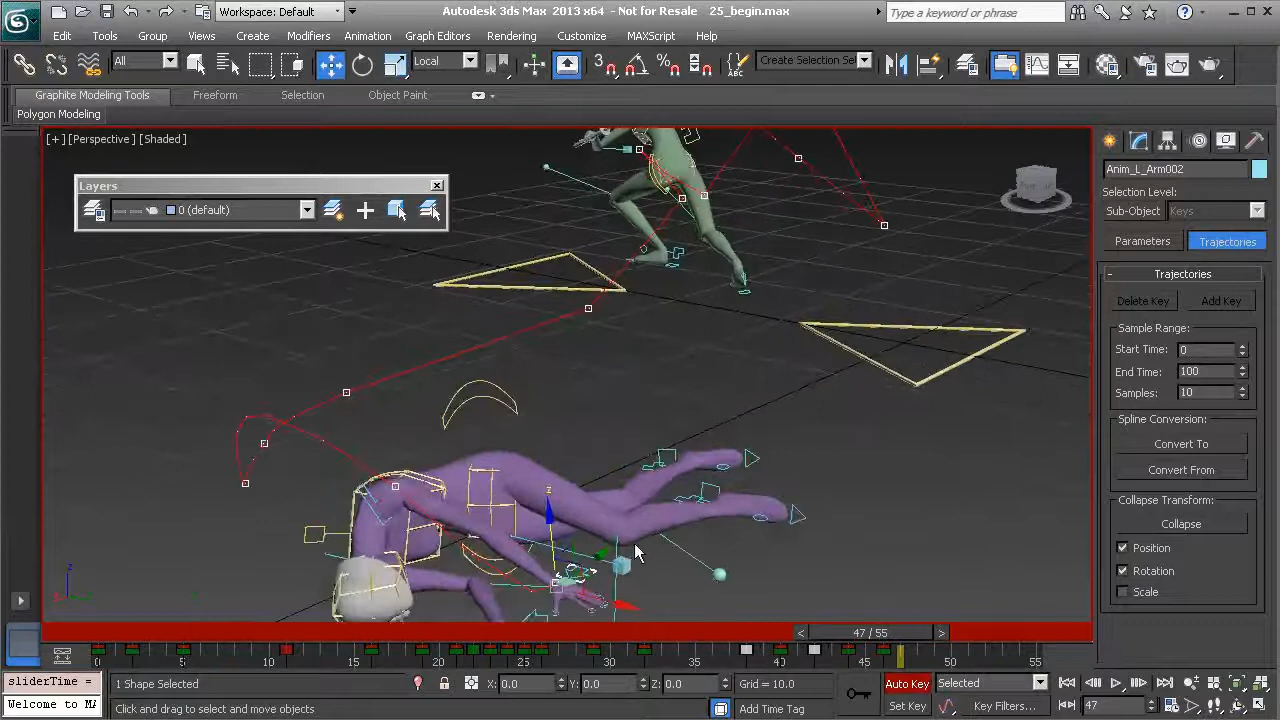 Workspace: Default
Autodesk 3ds Max 2013 x64 - Not for Resale 25_begin.max
Type a keyword or phrase
Edit Tools Group Views Create Modifiers Animation Graph Editors Rendering Customize MAXScript Help
All Local Create Selection Se
Graphite Modeling Tools Freeform Selection Object Paint
Polygon Modeling
[+] [Perspective] [Shaded]
Layers
0 (default)
Anim_L_Arm002
Selection Level:
Sub-Object Keys
Parameters Trajectories
- Trajectories
Delete Key Add Key
Sample Range:
Start Time: 0
End Time: 100
Samples: 10
Spline Conversion:
Convert To
Convert From
Collapse Transform:
Collapse
Position
Rotation
Scale
z
z
< 47 / 55 >
0 5 10 15 20 25 30 35 40 45 50 55
sliderTime =
1 Shape Selected
X: 0.0 Y: 0.0 Z: 0.0
Grid = 10.0
Auto Key Selected
Welcome to MA
Click and drag to select and move objects
Add Time Tag
Set Key Key Filters...
47